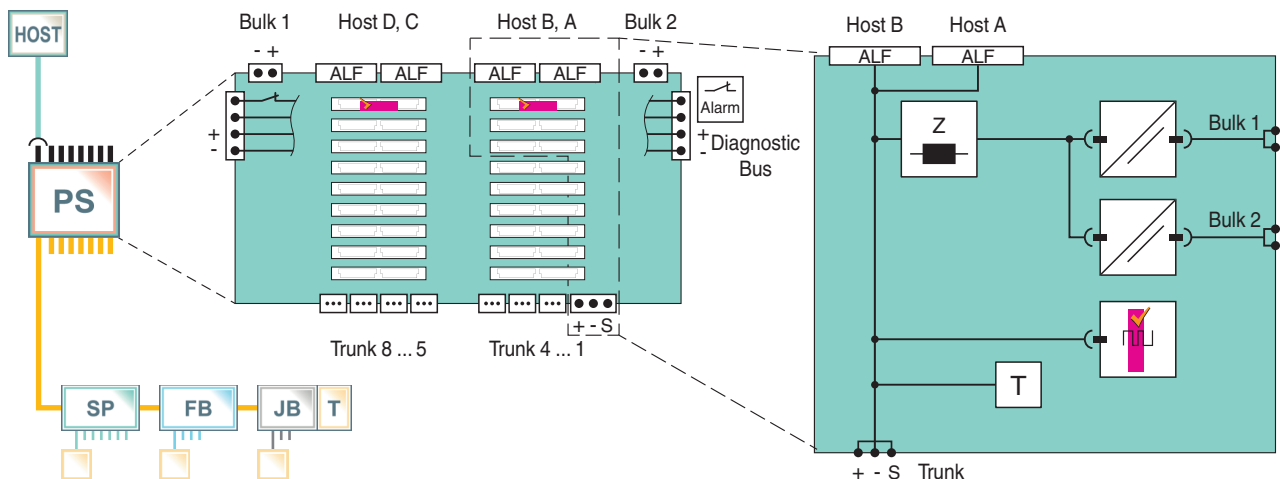 HOST
PS
SP
FB
JB
T
Bulk 1
Host D, C
Host B, A
Bulk 2
- +
- +
ALF
ALF
ALF
ALF
Alarm
+
-
+
-
Diagnostic
Bus
+ - S
Trunk 8 ... 5
Trunk 4 ... 1
Host B
Host A
ALF
ALF
Z
Bulk 1
Bulk 2
T
+ - S
Trunk